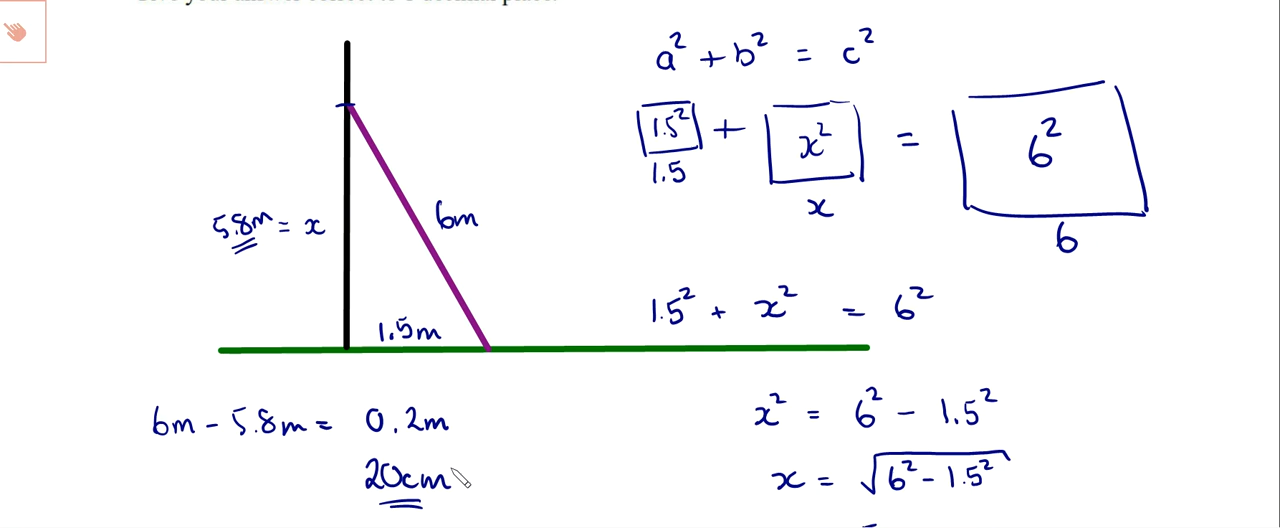 a² + b² = c²
1.5² + x² = 6²
1.5 x 6
5.8m = x
6m
1.5m
1.5² + x² = 6²
6m - 5.8m = 0.2m
20cm
x² = 6² - 1.5²
x = √6² - 1.5²